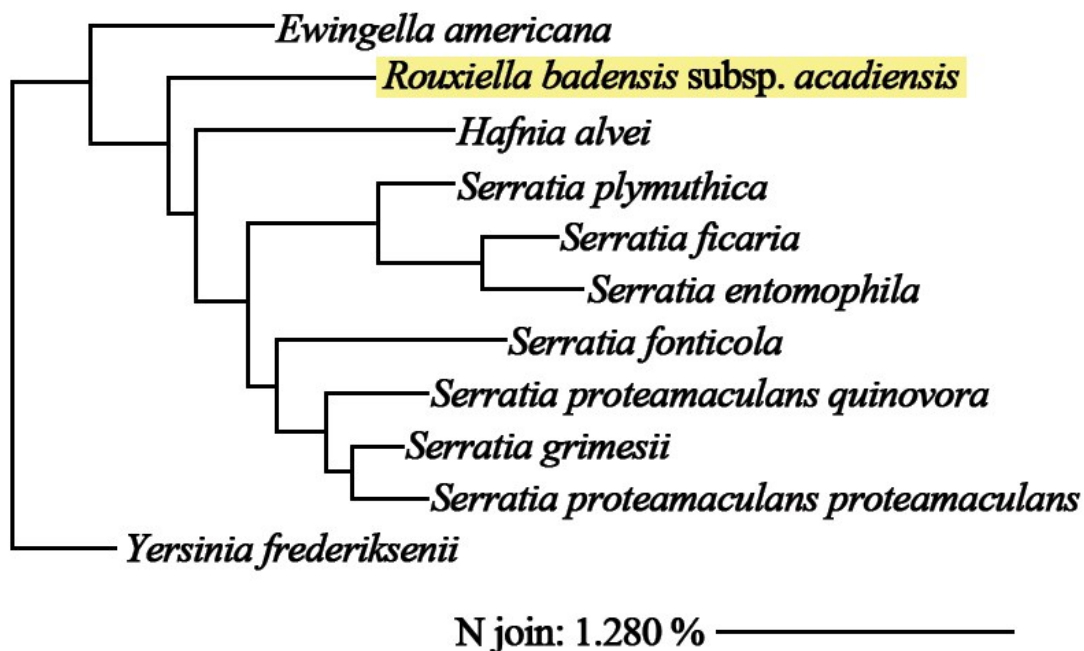 Ewingella americana
Rouxiella badensis subsp. acadiensis
Hafnia alvei
Serratia plymuthica
Serratia ficaria
Serratia entomophila
Serratia fonticola
Serratia proteamaculans quinovora
Serratia grimesii
Serratia proteamaculans proteamaculans
Yersinia frederiksenii
N join: 1.280 %